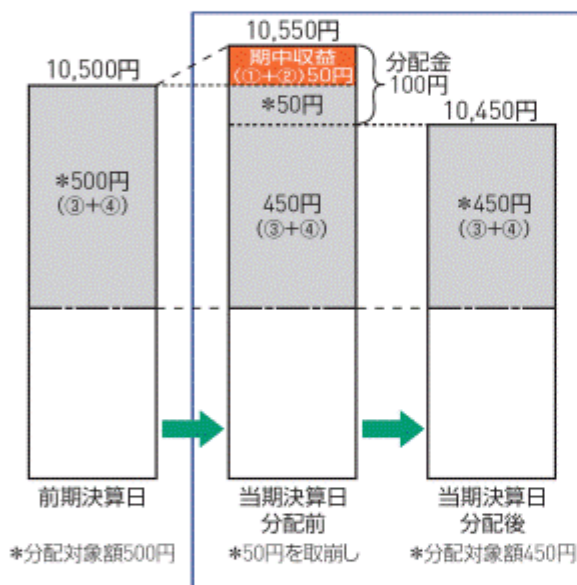 10,500円
*500円
(③+④)
前期決算日
*分配対象額500円
10,550円
期中収益
(①+②)50円
*50円
分配金
100円
450円
(③+④)
当期決算日
分配前
*50円を取崩し
10,450円
*450円
(③+④)
当期決算日
分配後
*分配対象額450円